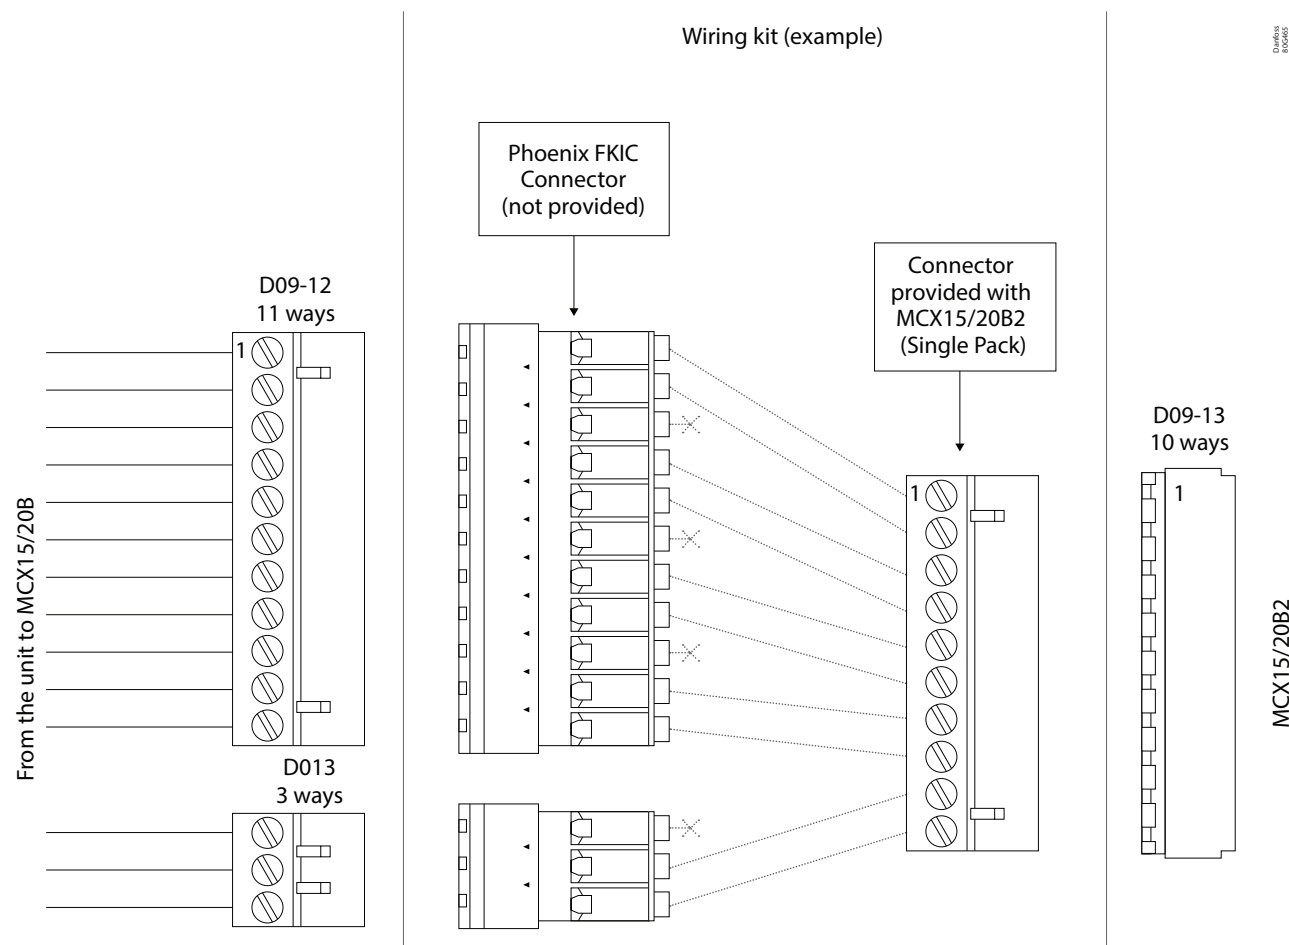 Wiring kit (example)
Danfoss
80G465
Phoenix FKIC
Connector
(not provided)
Connector
provided with
MCX15/20B2
(Single Pack)
D09-12
11 ways
1
D013
3 ways
From the unit to MCX15/20B
1
D09-13
10 ways
1
MCX15/20B2